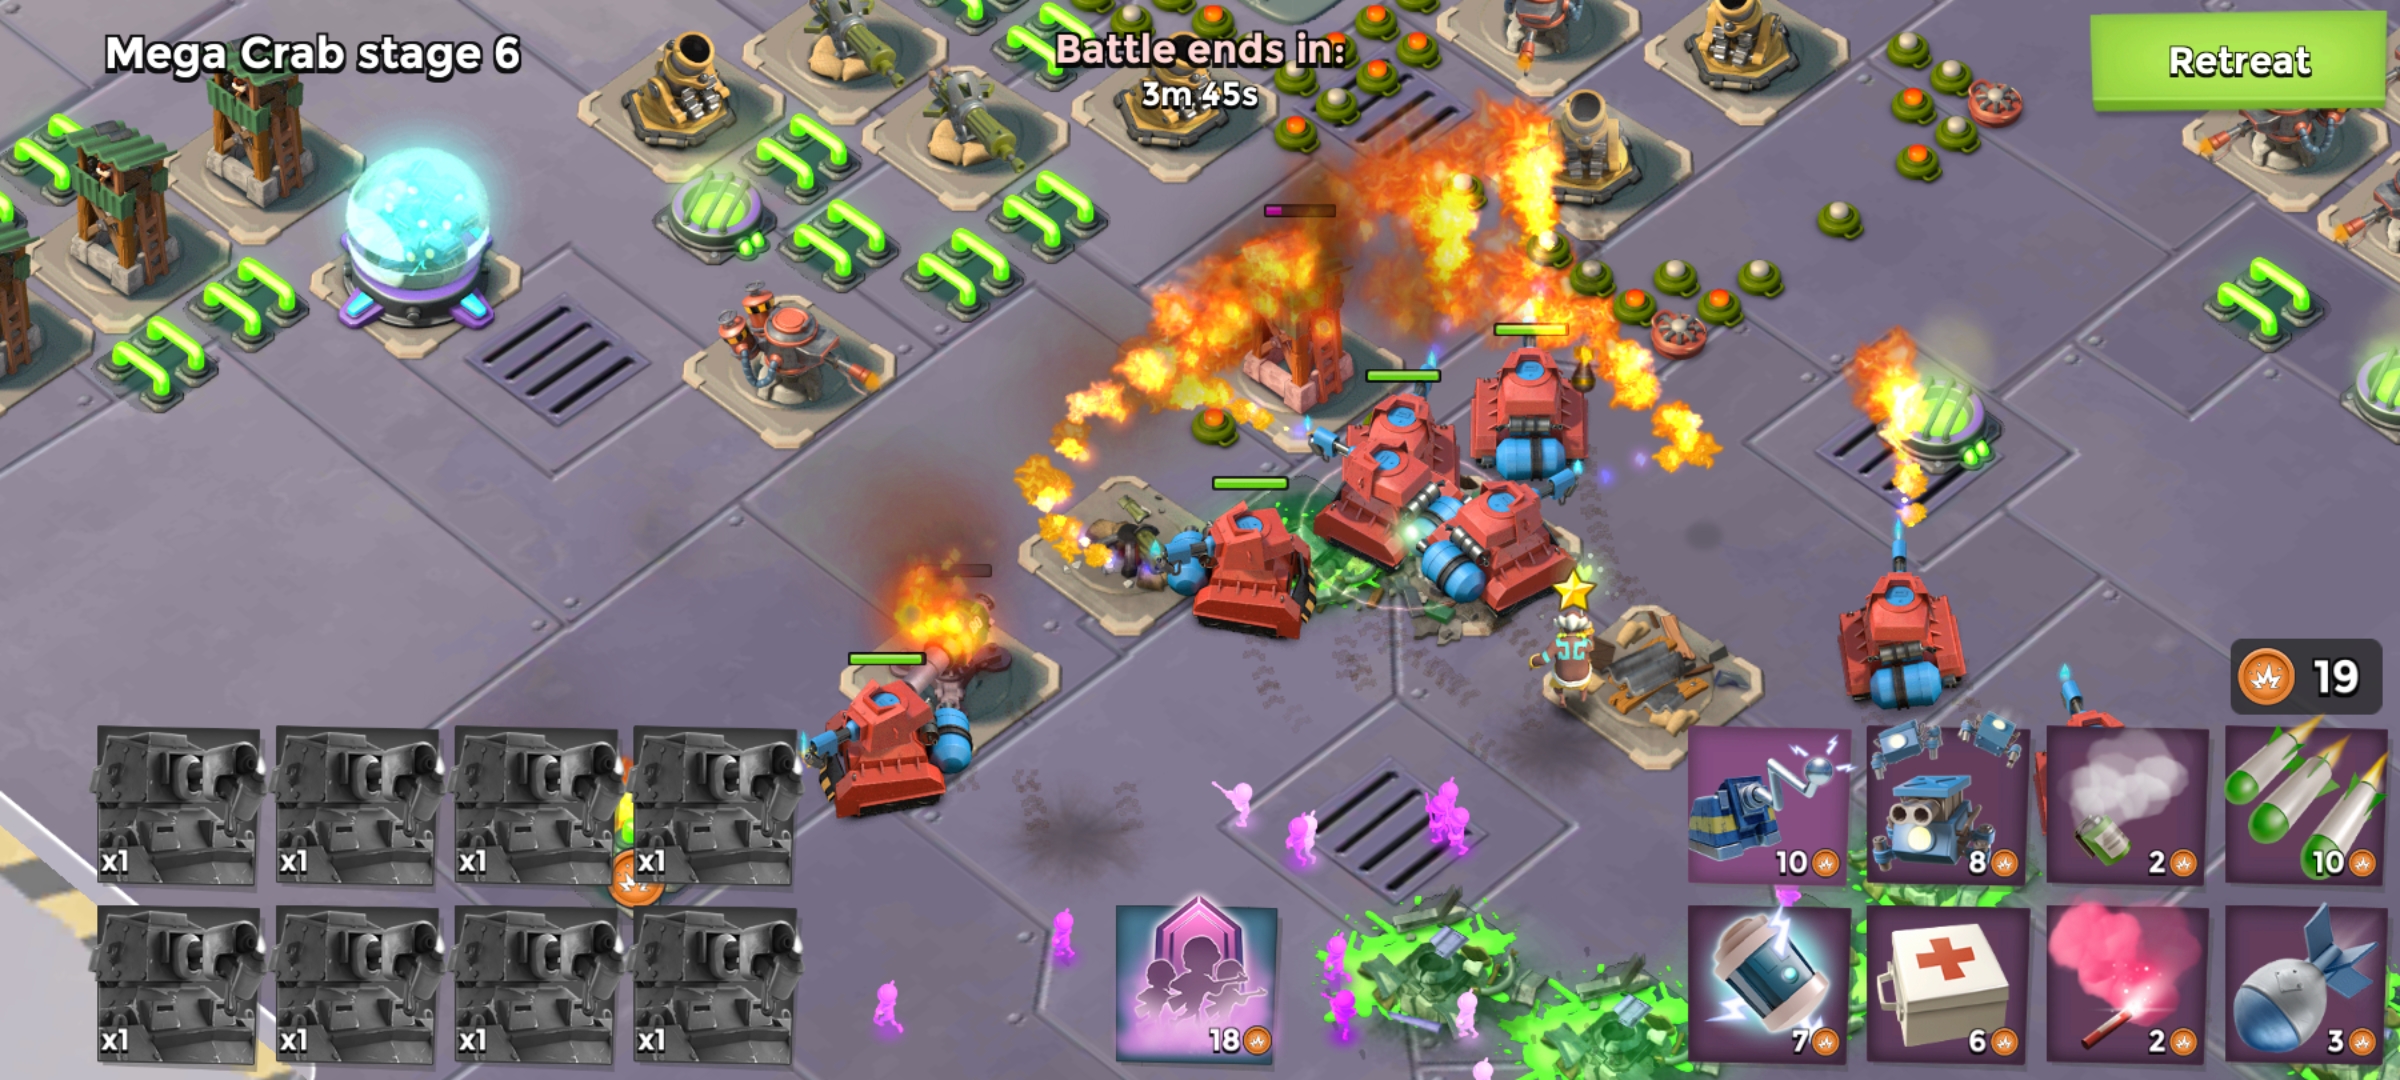 Mega Crab stage 6
Battle ends in:
3m 45s
Retreat
19
x1
x1
x1
x1
10
8
2
10
x1
x1
x1
x1
18
7
6
2
3